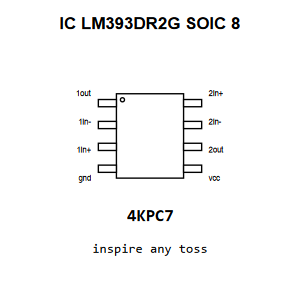 IC LM393DR2G SOIC 8
1out 2in+
1in- 2in-
1in+ 2out
gnd vcc
4KPC7
inspire any toss